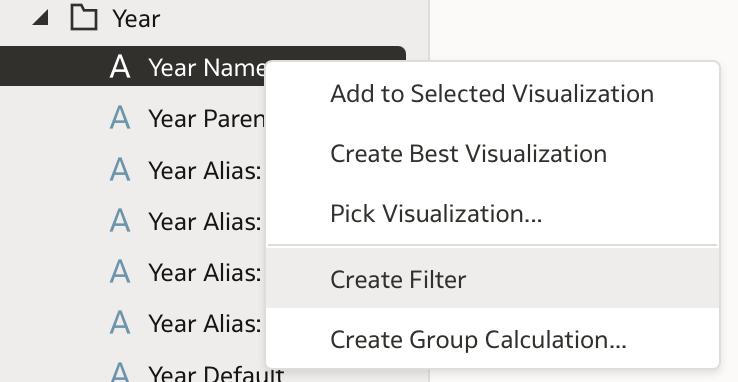 Year
Year Name
Add to Selected Visualization
Year Paren
Create Best Visualization
Year Alias:
Pick Visualization...
Year Alias:
Year Alias:
Create Filter
Year Alias:
Create Group Calculation...
Year Default